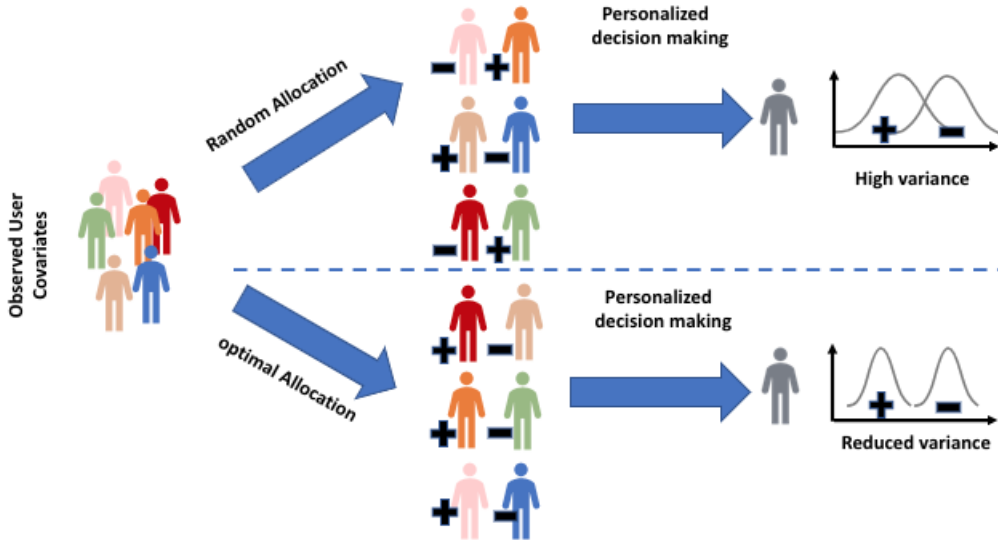 Observed User
Covariates
Random Allocation
Personalized
decision making
High variance
optimal Allocation
Personalized
decision making
Reduced variance